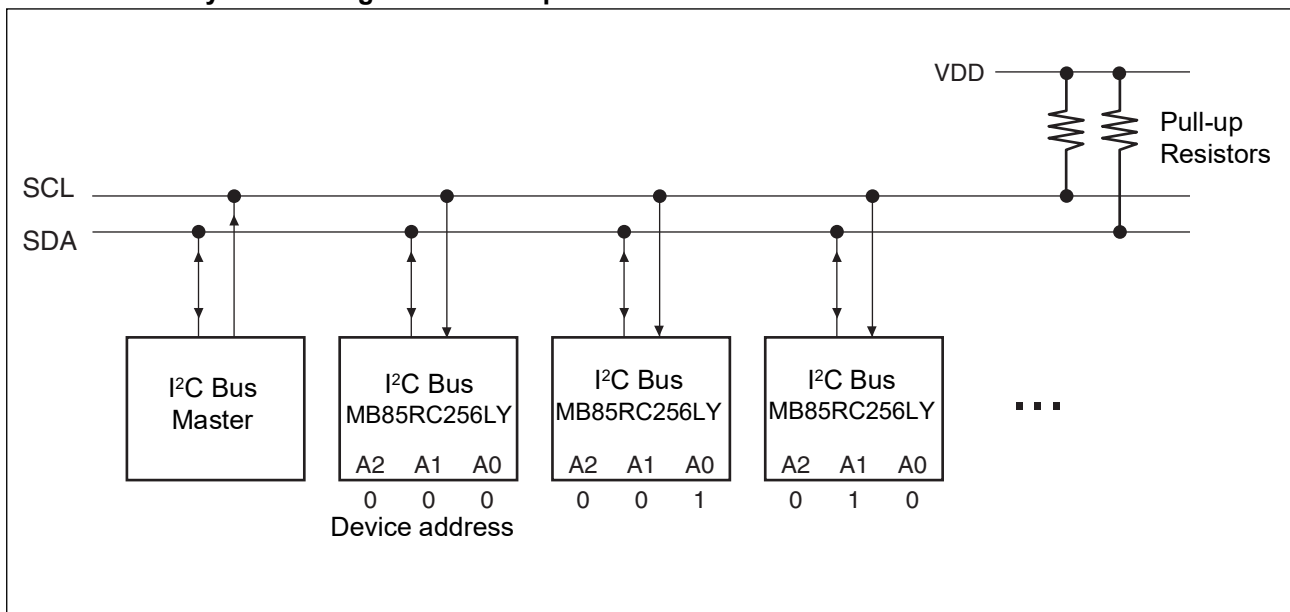 VDD
Pull-up
Resistors
SCL
SDA
I²C Bus
Master
I²C Bus
MB85RC256LY
A2 A1 A0
0 0 0
Device address
I²C Bus
MB85RC256LY
A2 A1 A0
0 0 1
I²C Bus
MB85RC256LY
A2 A1 A0
0 1 0
...